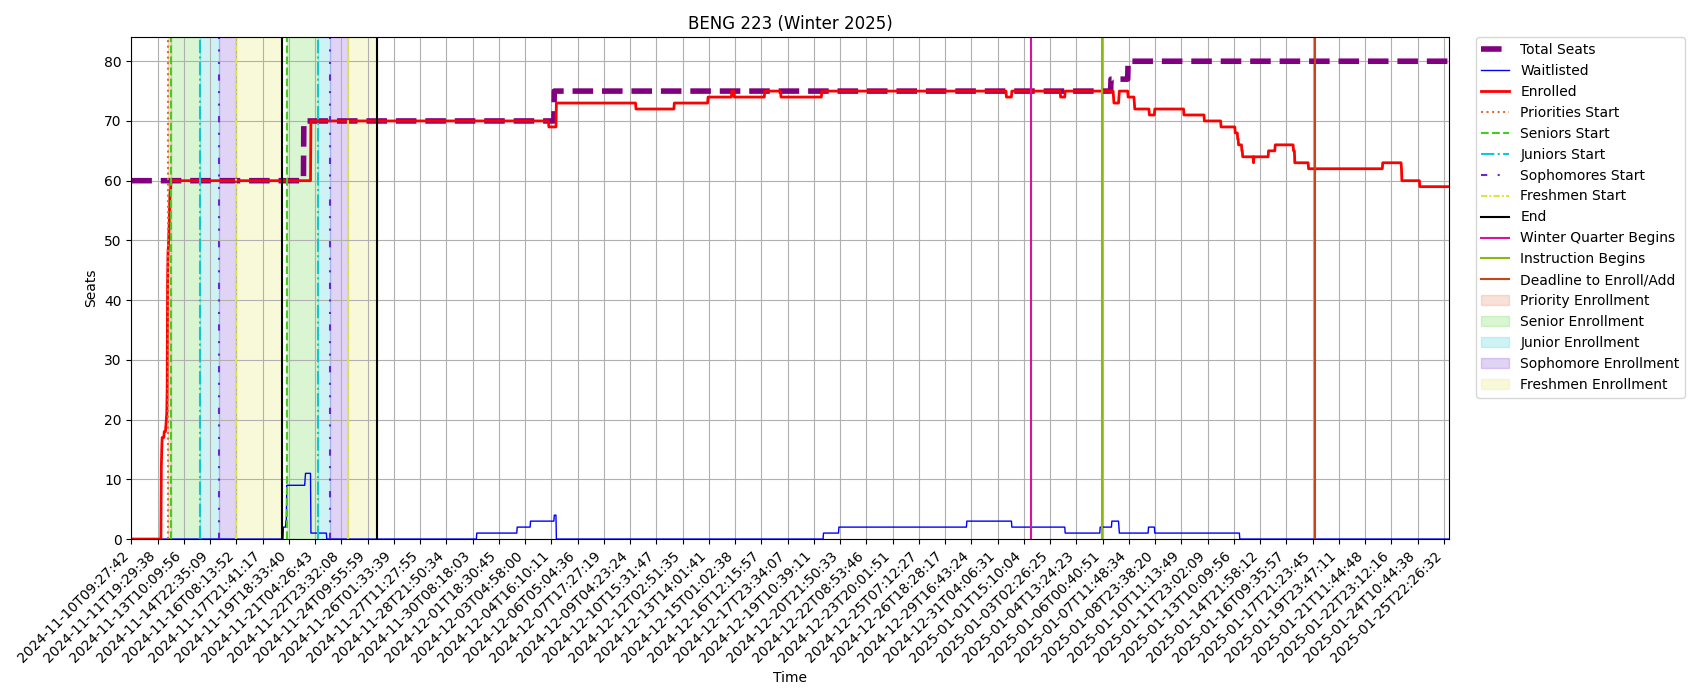 BENG 223 (Winter 2025)
Seats
80
70
60
50
40
30
20
10
0
2024-11-10T09:27:42
2024-11-11T19:29:38
2024-11-13T10:09:56
2024-11-14T22:35:09
2024-11-16T08:13:52
2024-11-17T21:41:17
2024-11-19T18:33:40
2024-11-21T04:26:43
2024-11-22T23:32:08
2024-11-24T09:55:59
2024-11-26T01:33:39
2024-11-27T11:27:55
2024-11-28T21:50:34
2024-11-30T08:18:03
2024-12-01T18:30:45
2024-12-03T04:58:00
2024-12-04T16:10:11
2024-12-06T05:04:36
2024-12-07T17:27:19
2024-12-09T04:23:24
2024-12-10T15:31:47
2024-12-12T02:51:35
2024-12-13T14:01:41
2024-12-15T01:02:38
2024-12-16T12:15:57
2024-12-17T23:34:07
2024-12-19T10:39:11
2024-12-20T21:50:33
2024-12-22T08:53:46
2024-12-23T20:01:51
2024-12-25T07:12:27
2024-12-26T18:28:17
2024-12-29T16:43:24
2024-12-31T04:06:31
2025-01-01T15:10:04
2025-01-03T02:26:25
2025-01-04T13:24:23
2025-01-06T00:40:51
2025-01-07T11:48:34
2025-01-08T23:38:20
2025-01-10T11:13:49
2025-01-11T23:02:09
2025-01-13T10:09:56
2025-01-14T21:58:12
2025-01-16T09:35:57
2025-01-17T21:23:45
2025-01-19T23:47:11
2025-01-21T11:44:48
2025-01-22T23:12:16
2025-01-24T10:44:38
2025-01-25T22:26:32
Time
Total Seats
Waitlisted
Enrolled
Priorities Start
Seniors Start
Juniors Start
Sophomores Start
Freshmen Start
End
Winter Quarter Begins
Instruction Begins
Deadline to Enroll/Add
Priority Enrollment
Senior Enrollment
Junior Enrollment
Sophomore Enrollment
Freshmen Enrollment